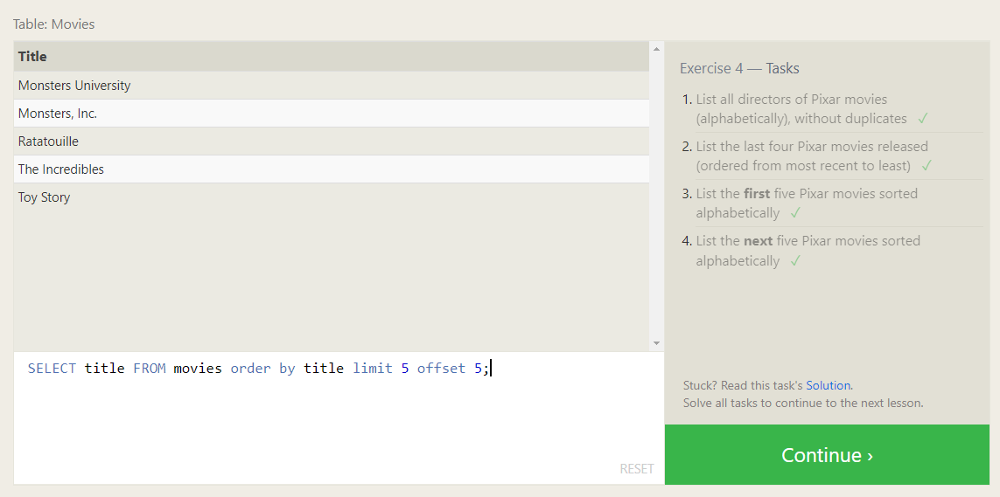 Table: Movies
Title
Monsters University
Monsters, Inc.
Ratatouille
The Incredibles
Toy Story
SELECT title FROM movies order by title limit 5 offset 5;
RESET
Exercise 4 — Tasks
1. List all directors of Pixar movies
(alphabetically), without duplicates ✓
2. List the last four Pixar movies released
(ordered from most recent to least) ✓
3. List the first five Pixar movies sorted
alphabetically ✓
4. List the next five Pixar movies sorted
alphabetically ✓
Stuck? Read this task's Solution.
Solve all tasks to continue to the next lesson.
Continue ›